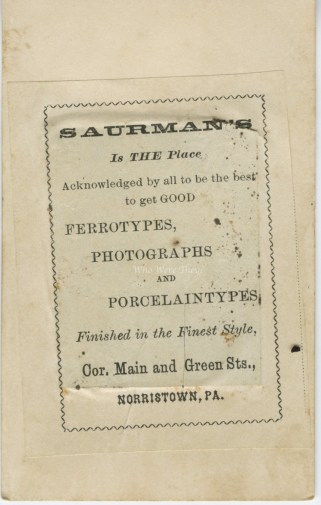 SAURMAN'S
Is THE Place
Acknowledged by all to be the best
to get GOOD
FERROTYPES,
PHOTOGRAPHS
AND
PORCELAINTYPES
Finished in the Finest Style,
Cor. Main and Green Sts.,
NORRISTOWN, PA.